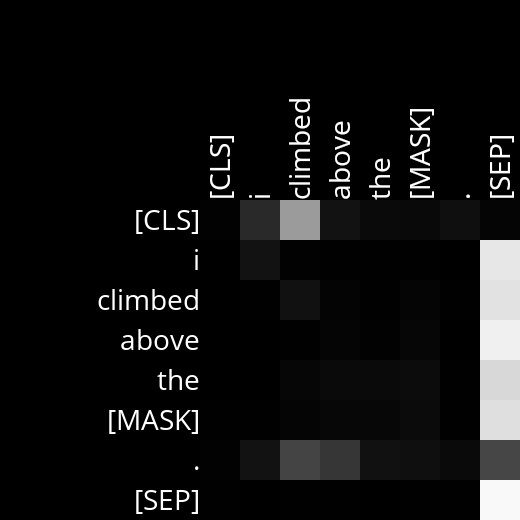 [CLS] i climbed above the [MASK] . [SEP]
[CLS]
i
climbed
above
the
[MASK]
.
[SEP]